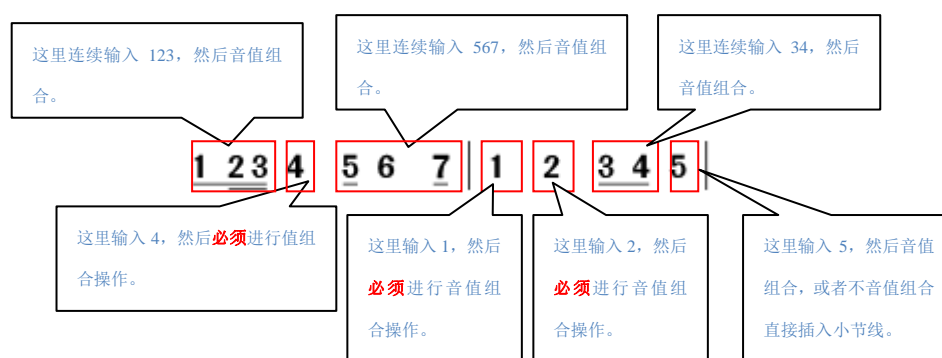 这里连续输入 123，然后音值组
合。
这里连续输入 567，然后音值组
合。
这里连续输入 34，然后
音值组合。
1 23 4 5 6 7 | 1 2 3 4 5 |
这里输入 4，然后必须进行值组
合操作。
这里输入 1，然后
必须进行音值组
合操作。
这里输入 2，然后
必须进行音值组
合操作。
这里输入 5，然后音值
组合，或者不音值组合
直接插入小节线。